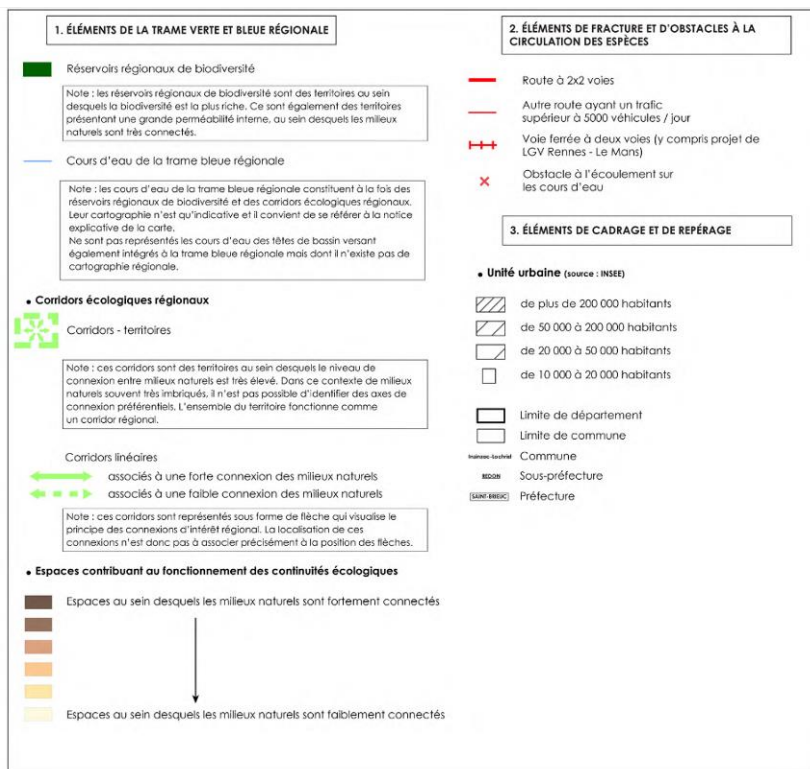 1. ÉLÉMENTS DE LA TRAME VERTE ET BLEUE RÉGIONALE
Réservoirs régionaux de biodiversité
Note : les réservoirs régionaux de biodiversité sont des territoires au sein
desquels la biodiversité est la plus riche. Ce sont également des territoires
présentant une grande perméabilité interne, au sein desquels les milieux
naturels sont très connectés.
Cours d'eau de la trame bleue régionale
Note : les cours d'eau de la trame bleue régionale constituent à la fois des
réservoirs régionaux de biodiversité et des corridors écologiques régionaux.
Leur cartographie n'est qu'indicative et il convient de se référer à la notice
explicative de la carte.
Ne sont pas représentés les cours d'eau des têtes de bassin versant
également intégrés à la trame bleue régionale mais dont il n'existe pas de
cartographie régionale.
• Corridors écologiques régionaux
Corridors - territoires
Note : ces corridors sont des territoires au sein desquels le niveau de
connexion entre milieux naturels est très élevé. Dans ce contexte de milieux
naturels souvent très imbriqués, il n'est pas possible d'identifier des axes de
connexion préférentiels. L'ensemble du territoire fonctionne comme
un corridor régional.
Corridors linéaires
associés à une forte connexion des milieux naturels
associés à une faible connexion des milieux naturels
Note : ces corridors sont représentés sous forme de flèche qui visualise le
principe des connexions d'intérêt régional. La localisation de ces
connexions n'est donc pas à associer précisément à la position des flèches.
• Espaces contribuant au fonctionnement des continuités écologiques
Espaces au sein desquels les milieux naturels sont fortement connectés
Espaces au sein desquels les milieux naturels sont faiblement connectés
2. ÉLÉMENTS DE FRACTURE ET D'OBSTACLES À LA
CIRCULATION DES ESPÈCES
Route à 2x2 voies
Autre route ayant un trafic
supérieur à 5000 véhicules / jour
Voie ferrée à deux voies (y compris projet de
LGV Rennes - Le Mans)
Obstacle à l'écoulement sur
les cours d'eau
3. ÉLÉMENTS DE CADRAGE ET DE REPÉRAGE
• Unité urbaine (source : INSEE)
de plus de 200 000 habitants
de 50 000 à 200 000 habitants
de 20 000 à 50 000 habitants
de 10 000 à 20 000 habitants
Limite de département
Limite de commune
Inzinzac-Lochrist Commune
REDON Sous-préfecture
SAINT-BRIEUC Préfecture